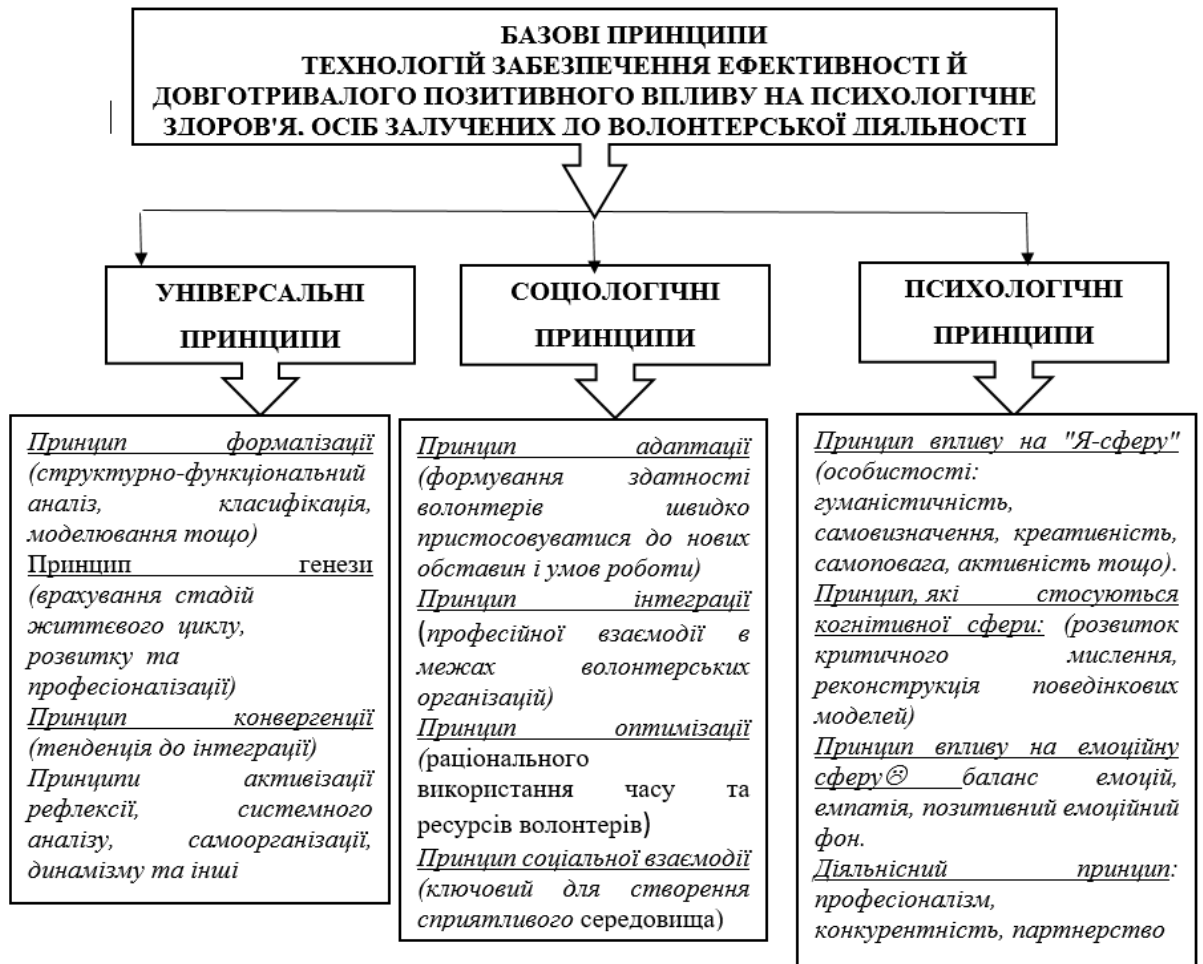 БАЗОВІ ПРИНЦИПИ
ТЕХНОЛОГІЙ ЗАБЕЗПЕЧЕННЯ ЕФЕКТИВНОСТІ Й
ДОВГОТРИВАЛОГО ПОЗИТИВНОГО ВПЛИВУ НА ПСИХОЛОГІЧНЕ
ЗДОРОВ'Я. ОСІБ ЗАЛУЧЕНИХ ДО ВОЛОНТЕРСЬКОЇ ДІЯЛЬНОСТІ
УНІВЕРСАЛЬНІ
ПРИНЦИПИ
СОЦІОЛОГІЧНІ
ПРИНЦИПИ
ПСИХОЛОГІЧНІ
ПРИНЦИПИ
Принцип формалізації
(структурно-функціональний
аналіз, класифікація,
моделювання тощо)
Принцип генези
(врахування стадій
життєвого циклу,
розвитку та
професіоналізації)
Принцип конвергенції
(тенденція до інтеграції)
Принципи активізації
рефлексії, системного
аналізу, самоорганізації,
динамізму та інші
Принцип адаптації
(формування здатності
волонтерів швидко
пристосовуватися до нових
обставин і умов роботи)
Принцип інтеграції
(професійної взаємодії в
межах волонтерських
організацій)
Принцип оптимізації
(раціонального
використання часу та
ресурсів волонтерів)
Принцип соціальної взаємодії
(ключовий для створення
сприятливого середовища)
Принцип впливу на "Я-сферу"
(особистості:
гуманістичність,
самовизначення, креативність,
самоповага, активність тощо).
Принцип, які стосуються
когнітивної сфери: (розвиток
критичного мислення,
реконструкція поведінкових
моделей)
Принцип впливу на емоційну
сферу☹ баланс емоцій,
емпатія, позитивний емоційний
фон.
Діяльнісний принцип:
професіоналізм,
конкурентність, партнерство